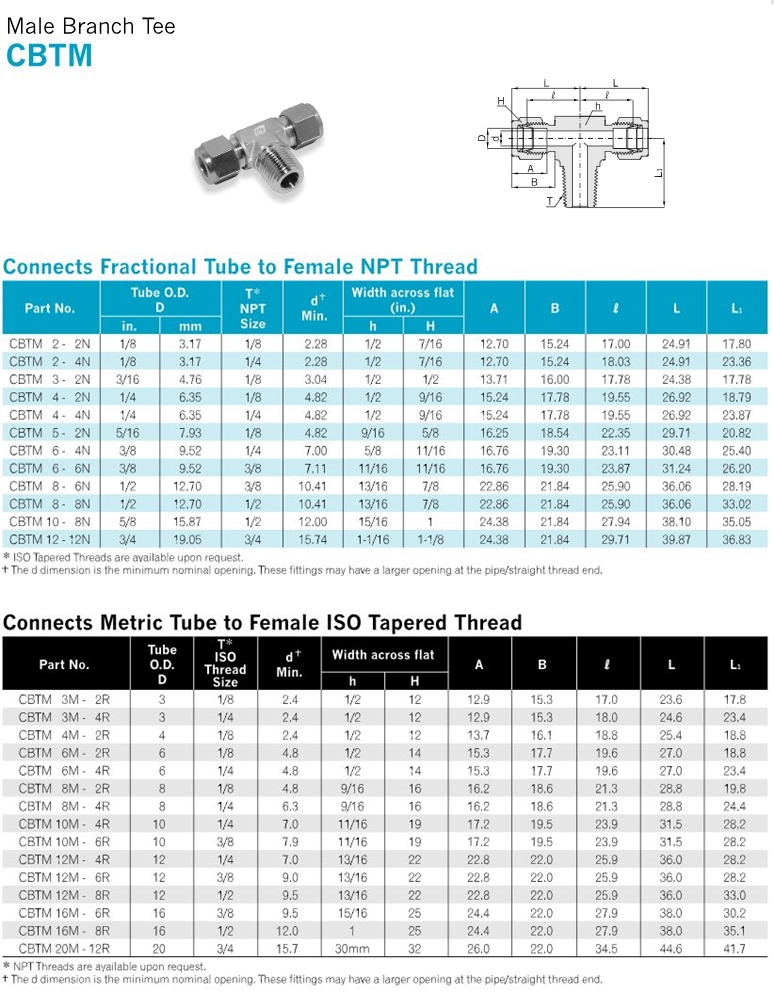 Male Branch Tee
CBTM
L L
ℓ ℓ
H h
D d
A
B
T
L₁
Connects Fractional Tube to Female NPT Thread
Part No. | Tube O.D. D | T* NPT Size | d† Min. | Width across flat (in.) | A | B | ℓ | L | L₁
in. | mm | h | H
CBTM 2 - 2N 1/8 3.17 1/8 2.28 1/2 7/16 12.70 15.24 17.00 24.91 17.80
CBTM 2 - 4N 1/8 3.17 1/4 2.28 1/2 7/16 12.70 15.24 18.03 24.91 23.36
CBTM 3 - 2N 3/16 4.76 1/8 3.04 1/2 1/2 13.71 16.00 17.78 24.38 17.78
CBTM 4 - 2N 1/4 6.35 1/8 4.82 1/2 9/16 15.24 17.78 19.55 26.92 18.79
CBTM 4 - 4N 1/4 6.35 1/4 4.82 1/2 9/16 15.24 17.78 19.55 26.92 23.87
CBTM 5 - 2N 5/16 7.93 1/8 4.82 9/16 5/8 16.25 18.54 22.35 29.71 20.82
CBTM 6 - 4N 3/8 9.52 1/4 7.00 5/8 11/16 16.76 19.30 23.11 30.48 25.40
CBTM 6 - 6N 3/8 9.52 3/8 7.11 11/16 11/16 16.76 19.30 23.87 31.24 26.20
CBTM 8 - 6N 1/2 12.70 3/8 10.41 13/16 7/8 22.86 21.84 25.90 36.06 28.19
CBTM 8 - 8N 1/2 12.70 1/2 10.41 13/16 7/8 22.86 21.84 25.90 36.06 33.02
CBTM 10 - 8N 5/8 15.87 1/2 12.00 15/16 1 24.38 21.84 27.94 38.10 35.05
CBTM 12 - 12N 3/4 19.05 3/4 15.74 1-1/16 1-1/8 24.38 21.84 29.71 39.87 36.83
* ISO Tapered Threads are available upon request.
† The d dimension is the minimum nominal opening. These fittings may have a larger opening at the pipe/straight thread end.
Connects Metric Tube to Female ISO Tapered Thread
Part No. | Tube O.D. D | T* ISO Thread Size | d† Min. | Width across flat | A | B | ℓ | L | L₁
h | H
CBTM 3M - 2R 3 1/8 2.4 1/2 12 12.9 15.3 17.0 23.6 17.8
CBTM 3M - 4R 3 1/4 2.4 1/2 12 12.9 15.3 18.0 24.6 23.4
CBTM 4M - 2R 4 1/8 2.4 1/2 12 13.7 16.1 18.8 25.4 18.8
CBTM 6M - 2R 6 1/8 4.8 1/2 14 15.3 17.7 19.6 27.0 18.8
CBTM 6M - 4R 6 1/4 4.8 1/2 14 15.3 17.7 19.6 27.0 23.4
CBTM 8M - 2R 8 1/8 4.8 9/16 16 16.2 18.6 21.3 28.8 19.8
CBTM 8M - 4R 8 1/4 6.3 9/16 16 16.2 18.6 21.3 28.8 24.4
CBTM 10M - 4R 10 1/4 7.0 11/16 19 17.2 19.5 23.9 31.5 28.2
CBTM 10M - 6R 10 3/8 7.9 11/16 19 17.2 19.5 23.9 31.5 28.2
CBTM 12M - 4R 12 1/4 7.0 13/16 22 22.8 22.0 25.9 36.0 28.2
CBTM 12M - 6R 12 3/8 9.0 13/16 22 22.8 22.0 25.9 36.0 28.2
CBTM 12M - 8R 12 1/2 9.5 13/16 22 22.8 22.0 25.9 36.0 33.0
CBTM 16M - 6R 16 3/8 9.5 15/16 25 24.4 22.0 27.9 38.0 30.2
CBTM 16M - 8R 16 1/2 12.0 1 25 24.4 22.0 27.9 38.0 35.1
CBTM 20M - 12R 20 3/4 15.7 30mm 32 26.0 22.0 34.5 44.6 41.7
* NPT Threads are available upon request.
† The d dimension is the minimum nominal opening. These fittings may have a larger opening at the pipe/straight thread end.